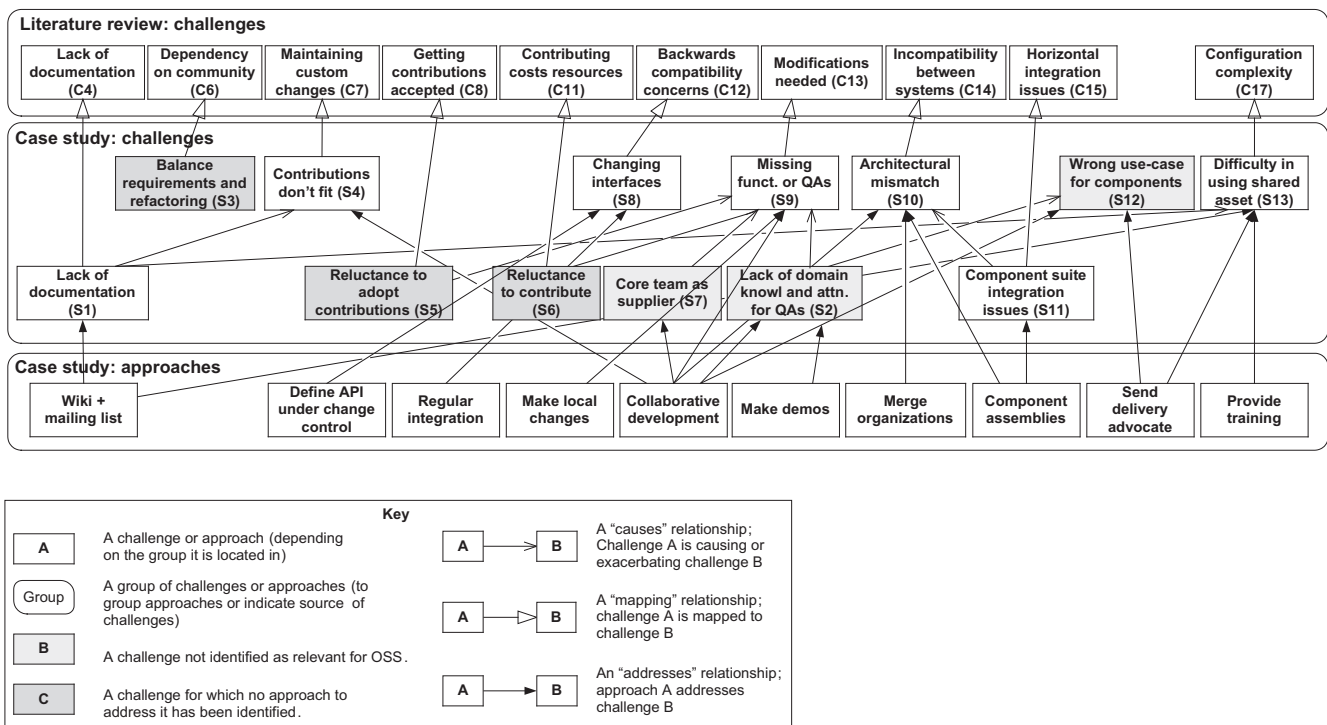 Literature review: challenges
Lack of
documentation
(C4)
Dependency
on community
(C6)
Maintaining
custom
changes (C7)
Getting
contributions
accepted (C8)
Contributing
costs resources
(C11)
Backwards
compatibility
concerns (C12)
Modifications
needed (C13)
Incompatibility
between
systems (C14)
Horizontal
integration
issues (C15)
Configuration
complexity
(C17)
Case study: challenges
Balance
requirements and
refactoring (S3)
Contributions
don't fit (S4)
Changing
interfaces
(S8)
Missing
funct. or QAs
(S9)
Architectural
mismatch
(S10)
Wrong use-case
for components
(S12)
Difficulty in
using shared
asset (S13)
Lack of
documentation
(S1)
Reluctance to
adopt
contributions (S5)
Reluctance
to contribute
(S6)
Core team as
supplier (S7)
Lack of domain
knowl and attn.
for QAs (S2)
Component suite
integration
issues (S11)
Case study: approaches
Wiki +
mailing list
Define API
under change
control
Regular
integration
Make local
changes
Collaborative
development
Make demos
Merge
organizations
Component
assemblies
Send
delivery
advocate
Provide
training
Key
A
A challenge or approach (depending
on the group it is located in)
Group
A group of challenges or approaches (to
group approaches or indicate source of
challenges)
B
A challenge not identified as relevant for OSS.
C
A challenge for which no approach to
address it has been identified.
A
B
A "causes" relationship;
Challenge A is causing or
exacerbating challenge B
A
B
A "mapping" relationship;
challenge A is mapped to
challenge B
A
B
An "addresses" relationship;
approach A addresses
challenge B